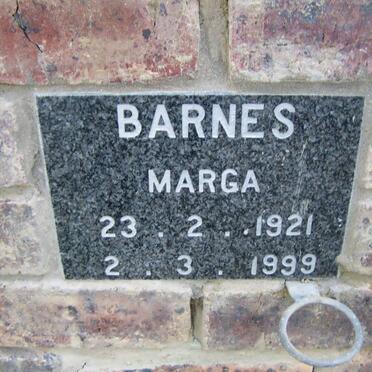 BARNES
MARGA
23 . 2 . . 1921
2 . 3 . 1999